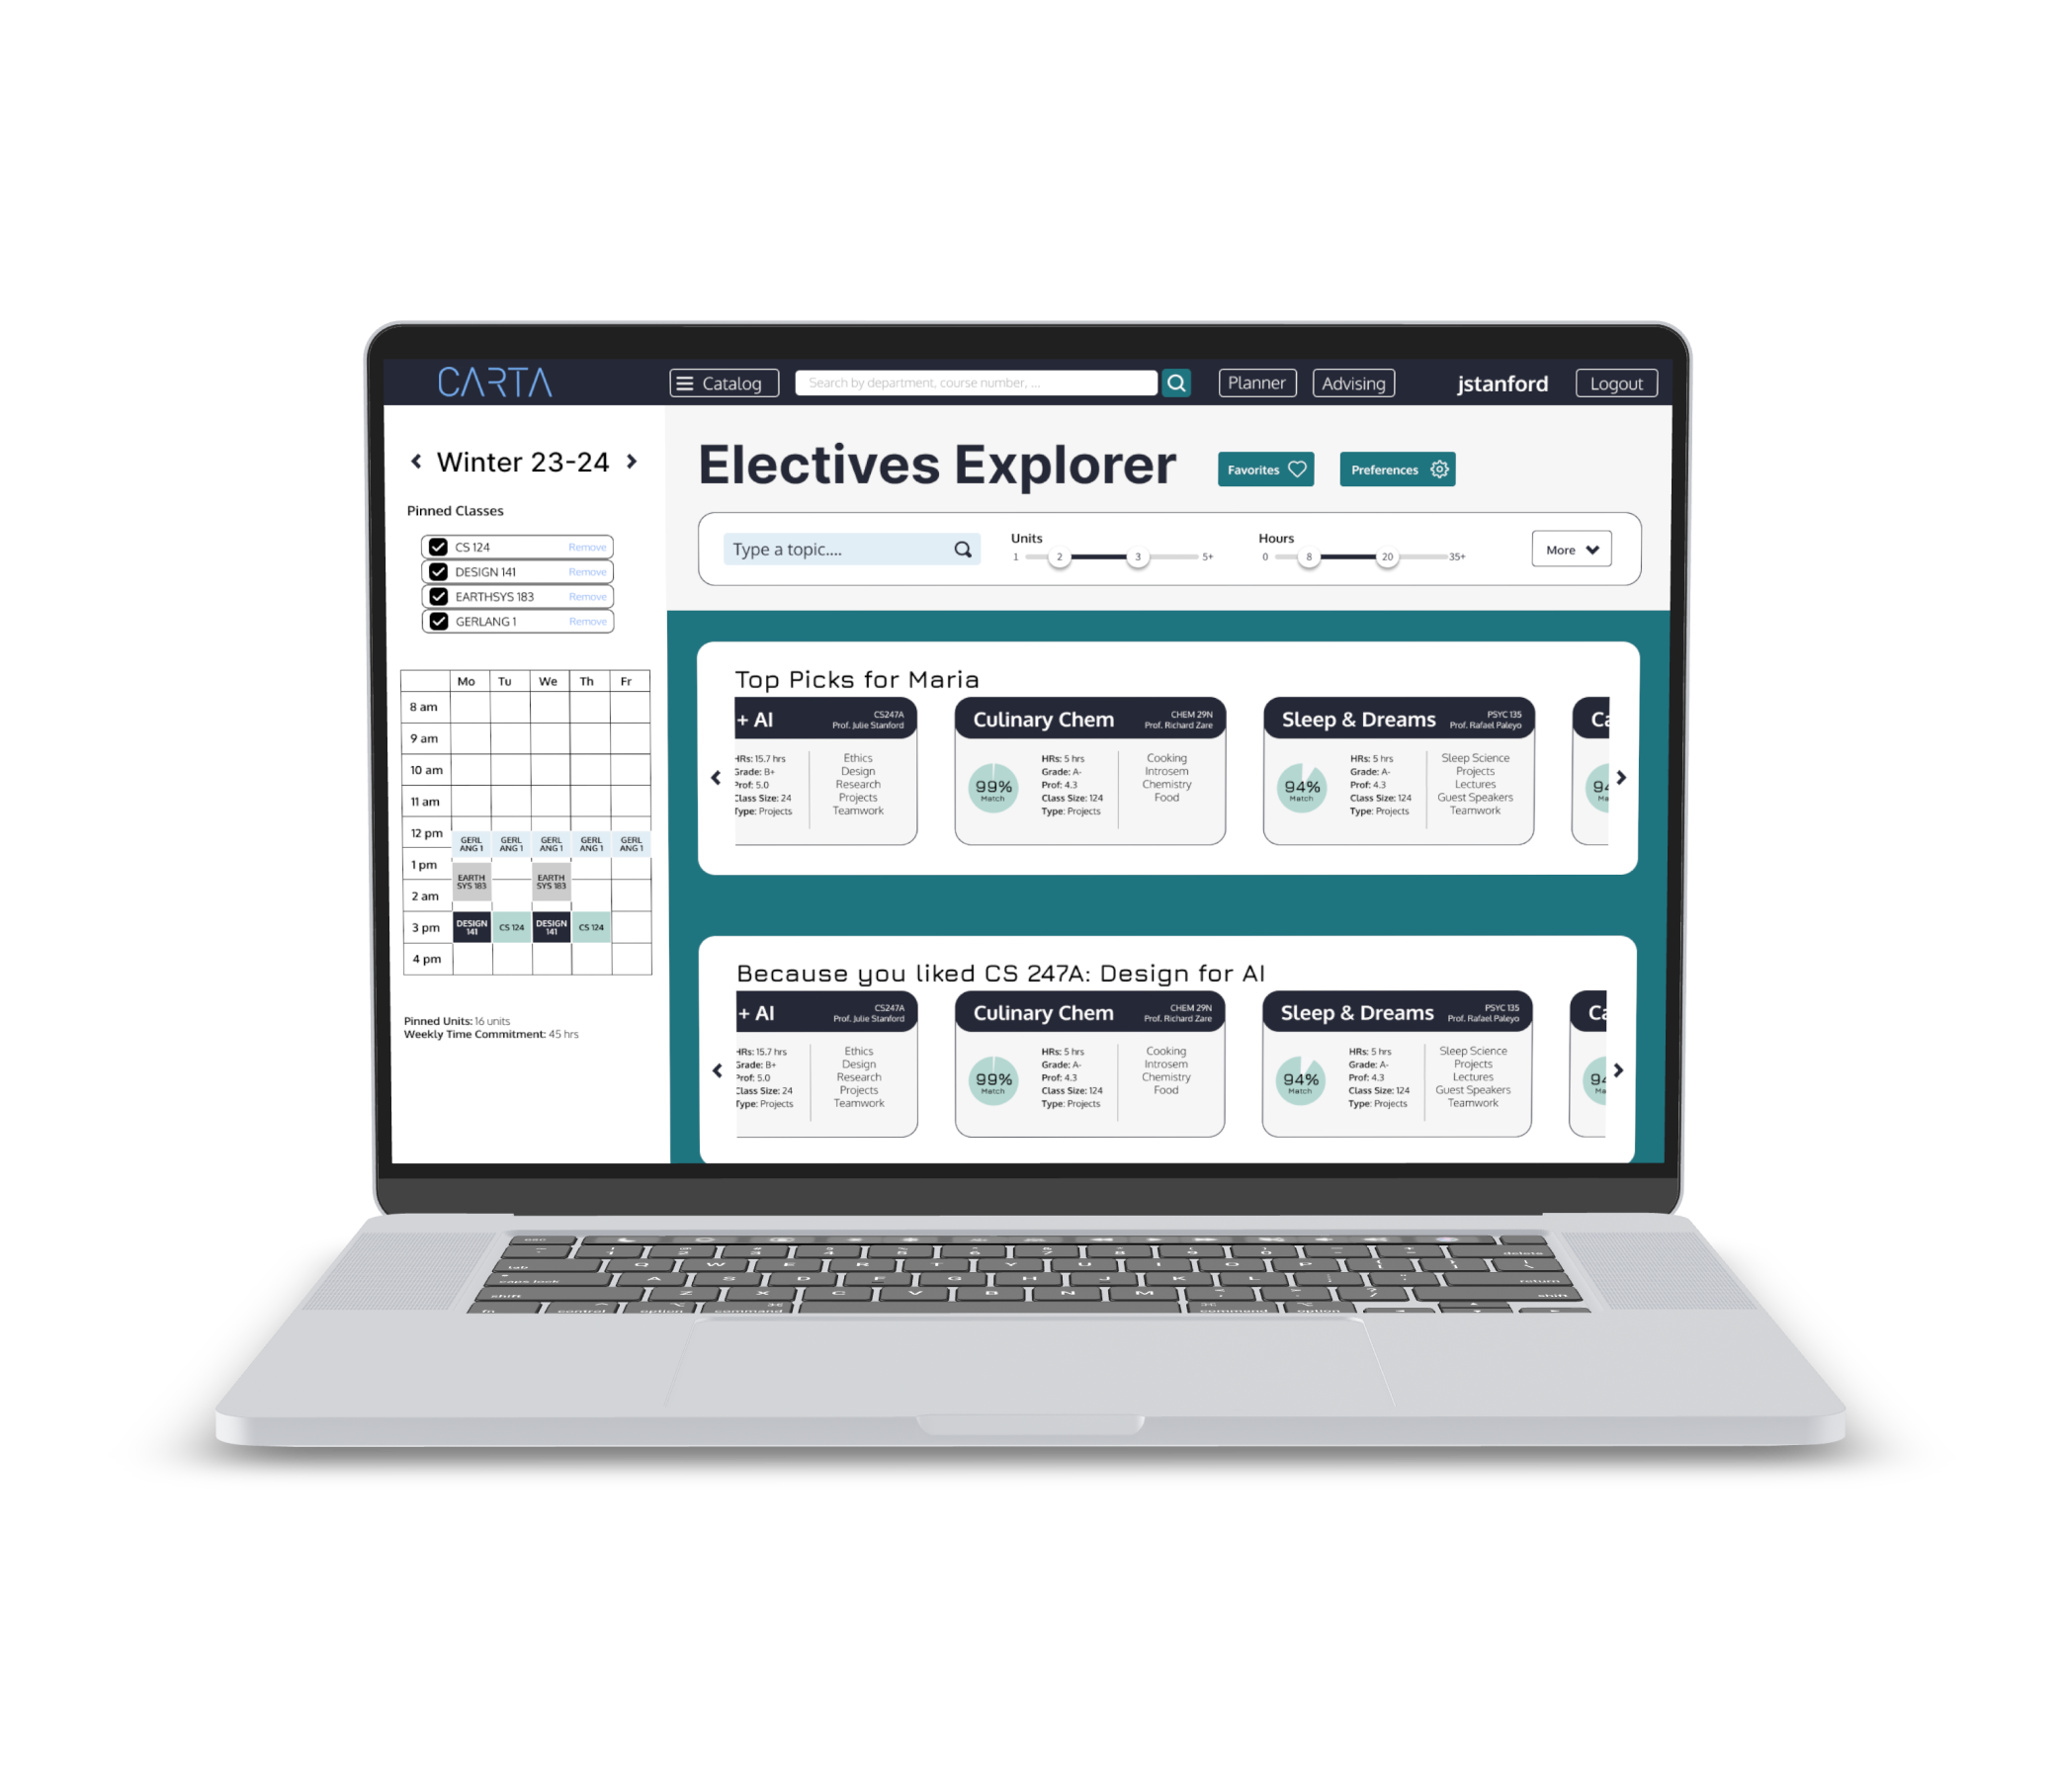 CARTA
Catalog
Search by department, course number, ...
Planner
Advising
jstanford
Logout
Winter 23-24
Pinned Classes
CS 124 Remove
DESIGN 141 Remove
EARTHSYS 183 Remove
GERLANG 1 Remove
Mo Tu We Th Fr
8 am
9 am
10 am
11 am
12 pm
GERL GERL GERL GERL GERL
ANG 1 ANG 1 ANG 1 ANG 1 ANG 1
1 pm
EARTH EARTH
SYS 183 SYS 183
2 am
3 pm
DESIGN 141 CS 124 DESIGN 141 CS 124
4 pm
Pinned Units: 16 units
Weekly Time Commitment: 45 hrs
Electives Explorer
Favorites
Preferences
Type a topic....
Units
1 2 3 5+
Hours
0 8 20 35+
More
Top Picks for Maria
+ AI
CS247A
Prof. Julie Stanford
HRs: 15.7 hrs
Grade: B+
Prof: 5.0
Class Size: 24
Type: Projects
Ethics
Design
Research
Projects
Teamwork
Culinary Chem
CHEM 29N
Prof. Richard Zare
99%
Match
HRs: 5 hrs
Grade: A-
Prof: 4.3
Class Size: 124
Type: Projects
Cooking
Introsem
Chemistry
Food
Sleep & Dreams
PSYC 135
Prof. Rafael Paleyo
94%
Match
HRs: 5 hrs
Grade: A-
Prof: 4.3
Class Size: 124
Type: Projects
Sleep Science
Projects
Lectures
Guest Speakers
Teamwork
Because you liked CS 247A: Design for AI
+ AI
CS247A
Prof. Julie Stanford
HRs: 15.7 hrs
Grade: B+
Prof: 5.0
Class Size: 24
Type: Projects
Ethics
Design
Research
Projects
Teamwork
Culinary Chem
CHEM 29N
Prof. Richard Zare
99%
Match
HRs: 5 hrs
Grade: A-
Prof: 4.3
Class Size: 124
Type: Projects
Cooking
Introsem
Chemistry
Food
Sleep & Dreams
PSYC 135
Prof. Rafael Paleyo
94%
Match
HRs: 5 hrs
Grade: A-
Prof: 4.3
Class Size: 124
Type: Projects
Sleep Science
Projects
Lectures
Guest Speakers
Teamwork
delete
tab Q W E R T Y U I O P
caps lock A S D F G H J K L return
shift Z X C V B N M shift
fn control option command command option